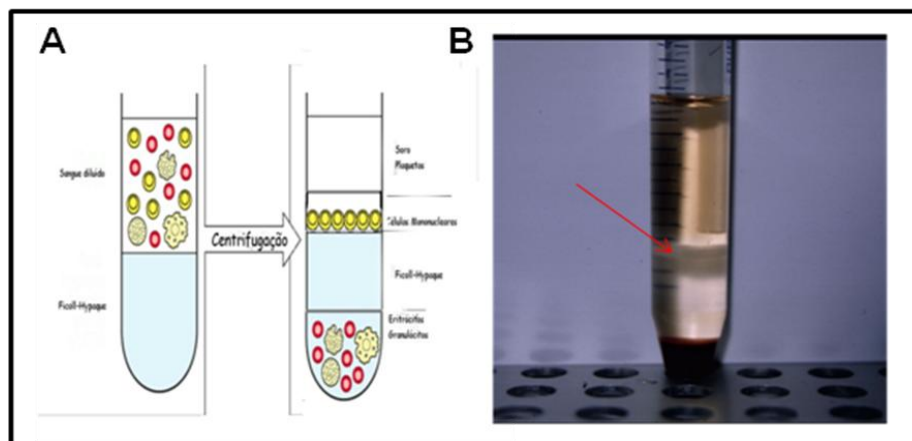 A
B
Sangue diluído
Ficoll-Hypaque
Centrifugação
Soro
Plaquetas
Células Mononucleares
Ficoll-Hypaque
Eritrócitos
Granulócitos